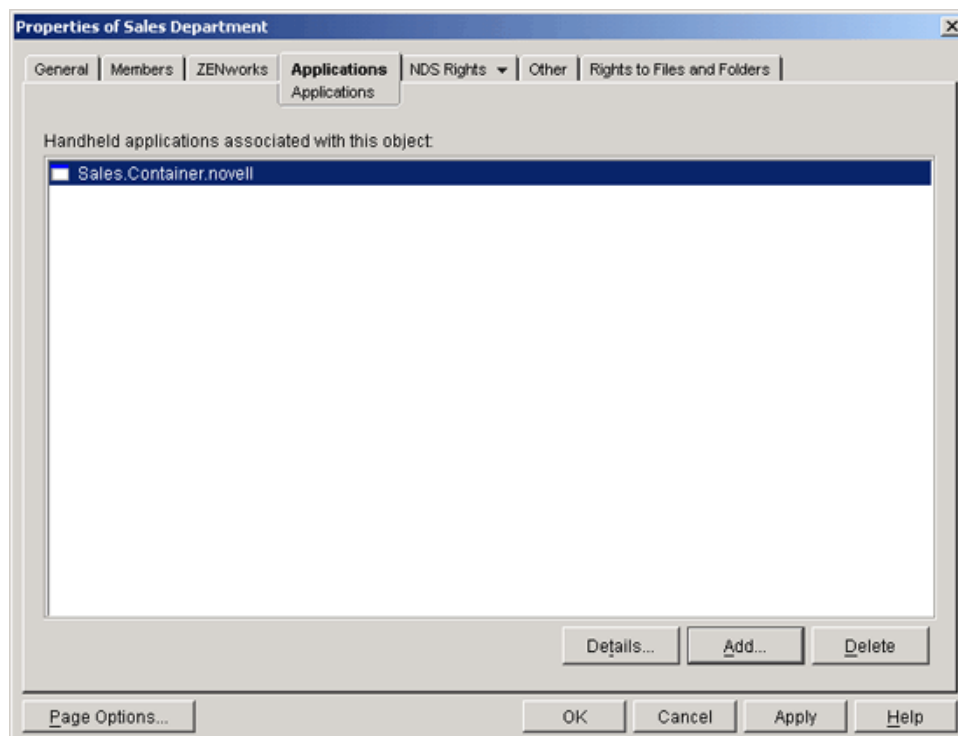 Properties of Sales Department
General Members ZENworks Applications NDS Rights Other Rights to Files and Folders
Applications
Handheld applications associated with this object:
Sales.Container.novell
Details... Add... Delete
Page Options... OK Cancel Apply Help